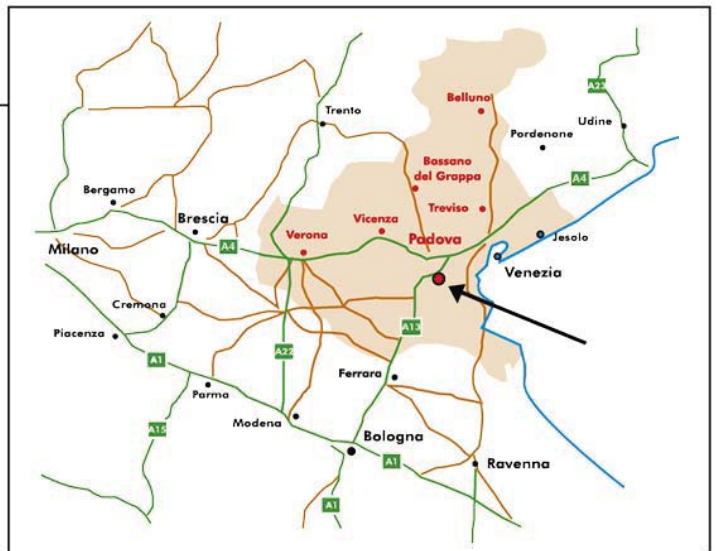 A23
Belluno
Trento
Udine
Pordenone
Bassano
del Grappa
A4
Bergamo
Treviso
Brescia
Vicenza
Padova
Jesolo
Verona
A4
Milano
Venezia
Cremona
A13
Piacenza
A22
A1
Ferrara
Parma
Modena
A15
Bologna
A1
Ravenna
A1